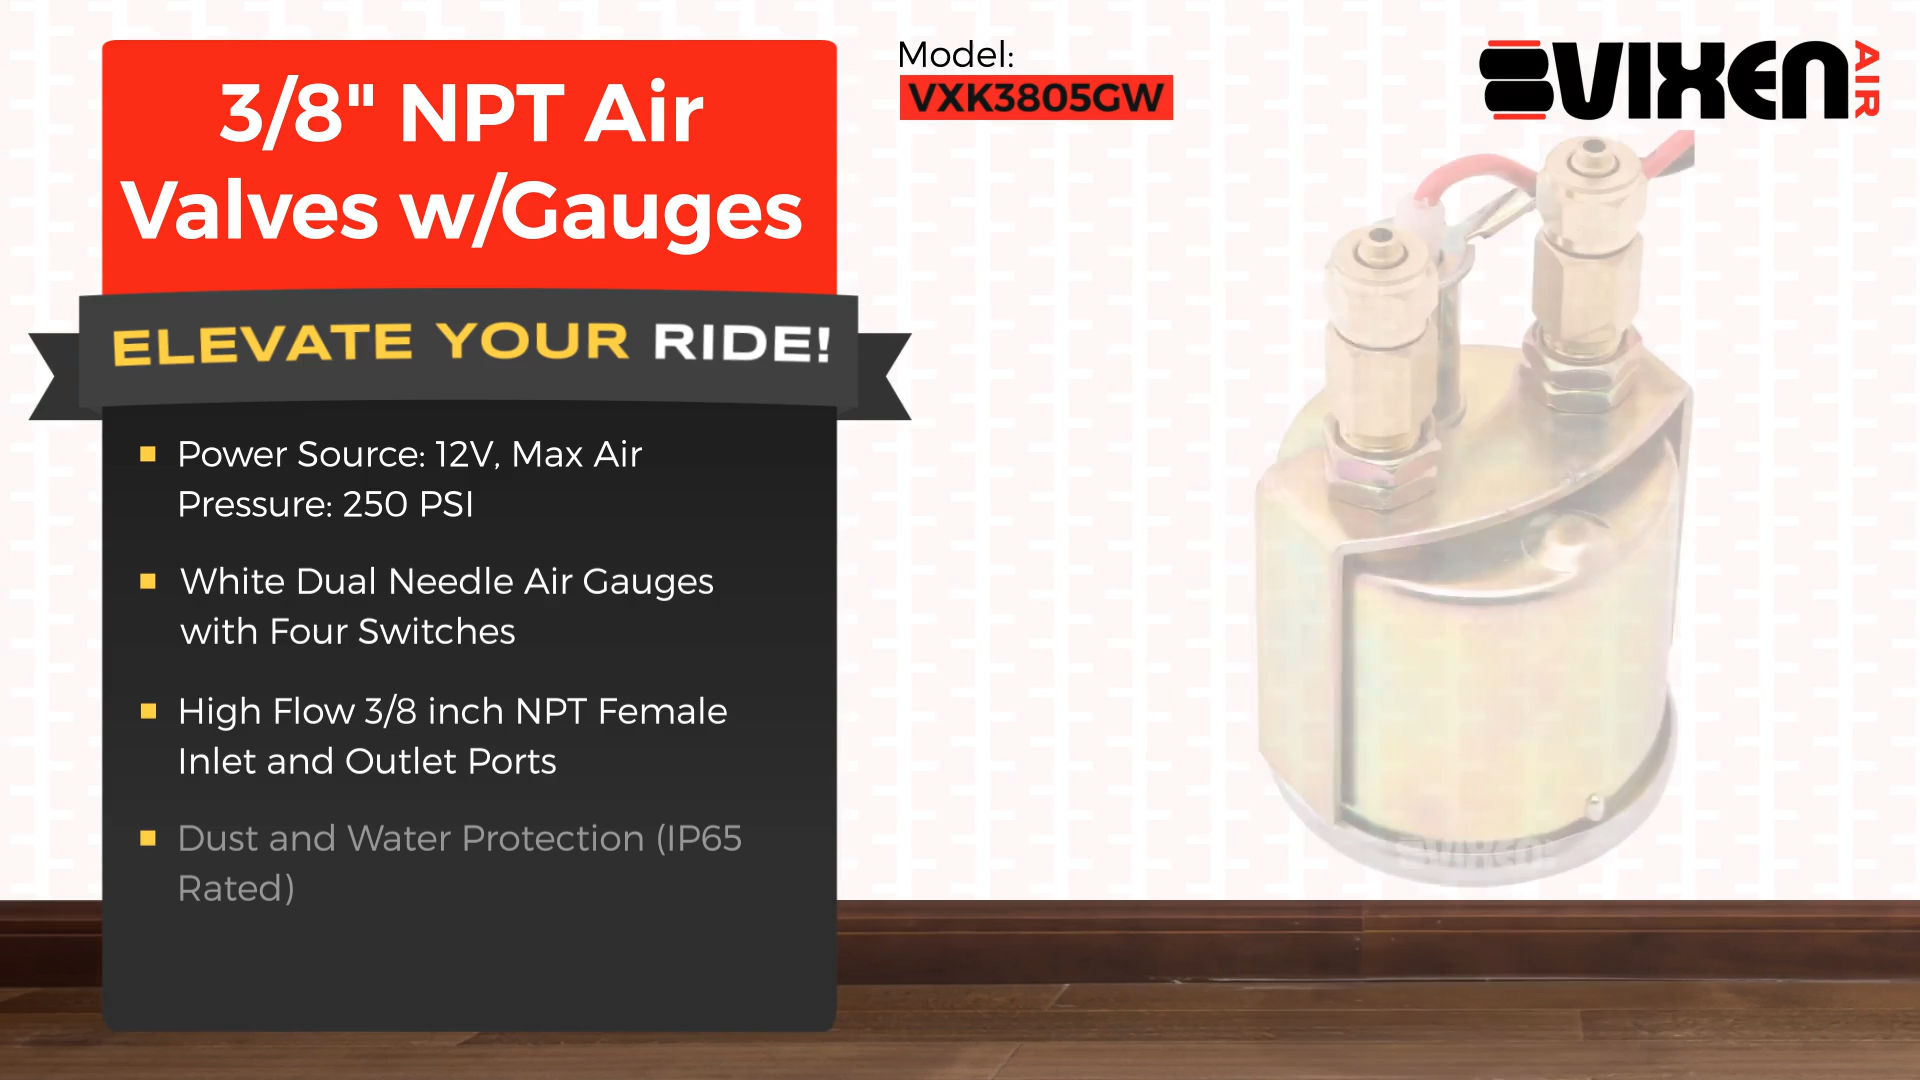 3/8" NPT Air
Valves w/Gauges
ELEVATE YOUR RIDE!
Power Source: 12V, Max Air
Pressure: 250 PSI
White Dual Needle Air Gauges
with Four Switches
High Flow 3/8 inch NPT Female
Inlet and Outlet Ports
Dust and Water Protection (IP65
Rated)
Model:
VXK3805GW
VIXEN AIR
VIXEN